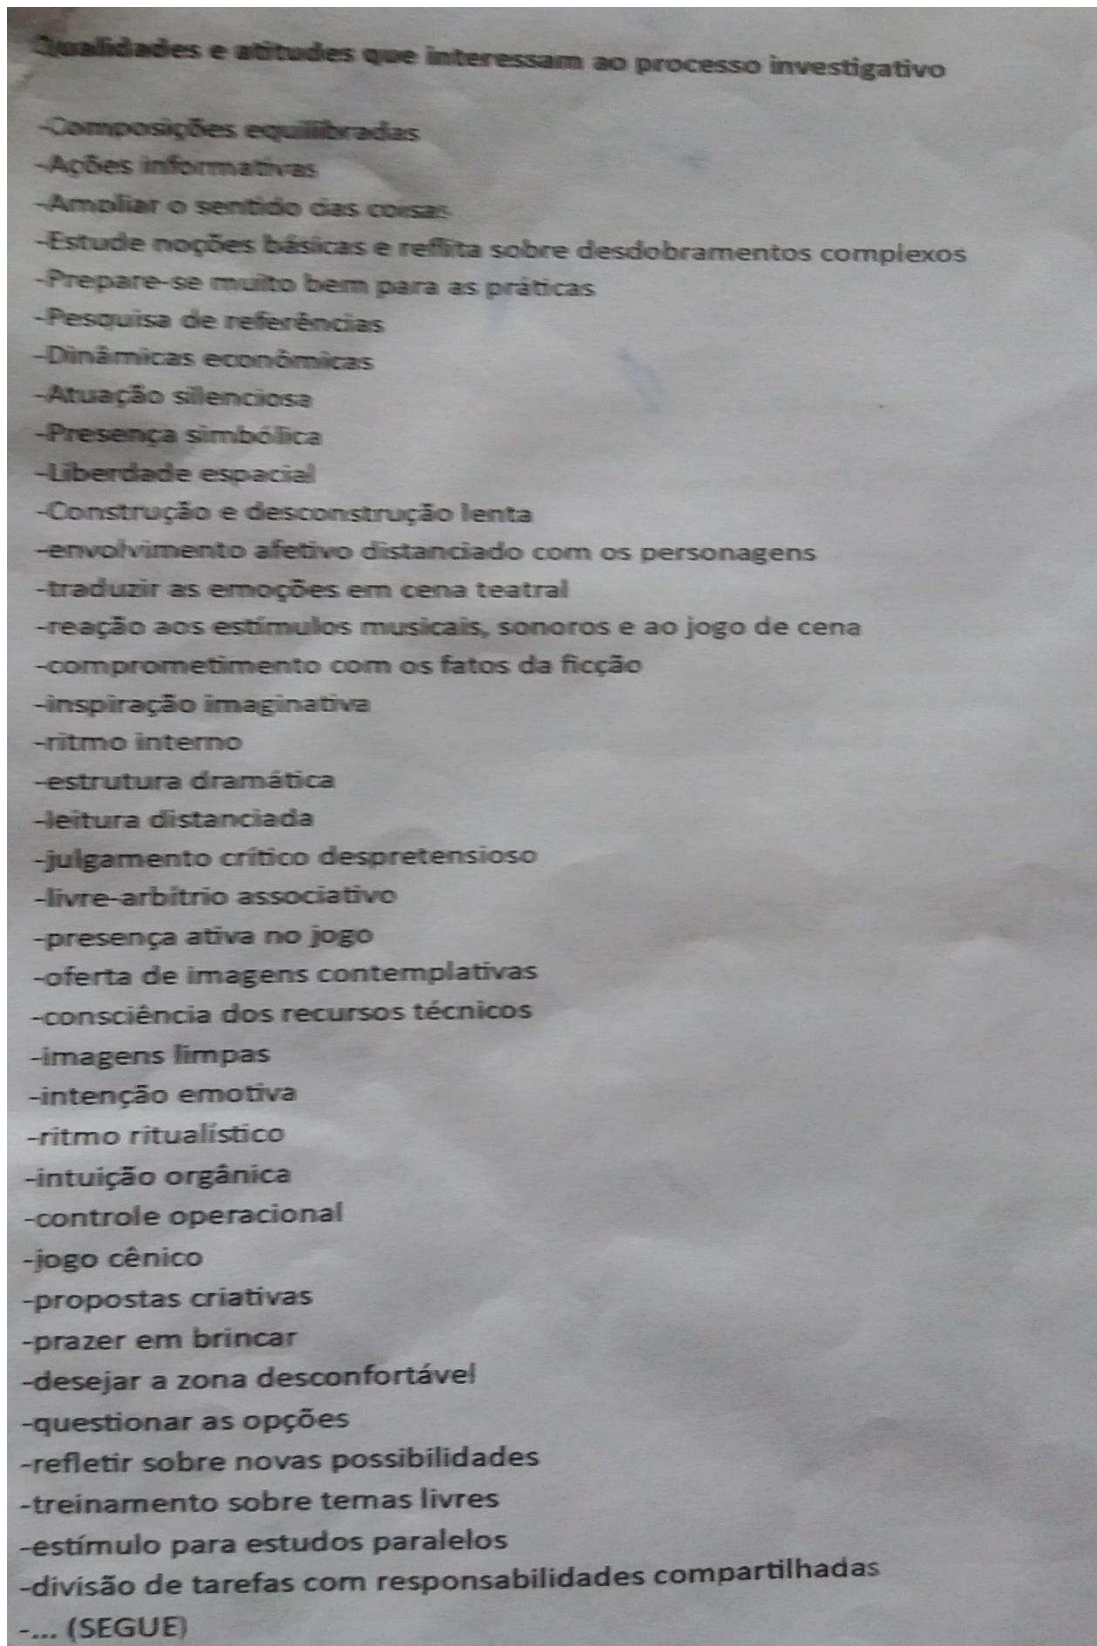 Qualidades e atitudes que interessam ao processo investigativo
-Composições equilibradas
-Ações informativas
-Ampliar o sentido das coisas
-Estude noções básicas e reflita sobre desdobramentos complexos
-Prepare-se muito bem para as práticas
-Pesquisa de referências
-Dinâmicas econômicas
-Atuação silenciosa
-Presença simbólica
-Liberdade espacial
-Construção e desconstrução lenta
-envolvimento afetivo distanciado com os personagens
-traduzir as emoções em cena teatral
-reação aos estímulos musicais, sonoros e ao jogo de cena
-comprometimento com os fatos da ficção
-inspiração imaginativa
-ritmo interno
-estrutura dramática
-leitura distanciada
-julgamento crítico despretensioso
-livre-arbítrio associativo
-presença ativa no jogo
-oferta de imagens contemplativas
-consciência dos recursos técnicos
-imagens limpas
-intenção emotiva
-ritmo ritualístico
-intuição orgânica
-controle operacional
-jogo cênico
-propostas criativas
-prazer em brincar
-desejar a zona desconfortável
-questionar as opções
-refletir sobre novas possibilidades
-treinamento sobre temas livres
-estímulo para estudos paralelos
-divisão de tarefas com responsabilidades compartilhadas
-... (SEGUE)